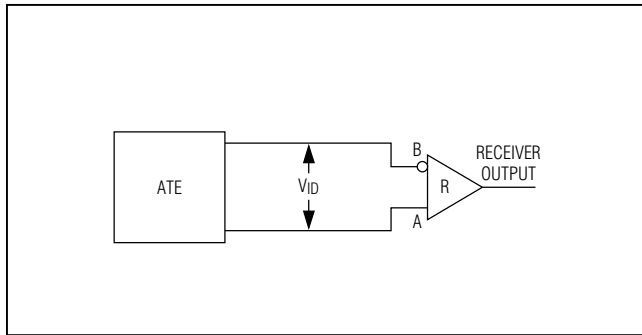 ATE
VID
B
R
A
RECEIVER
OUTPUT